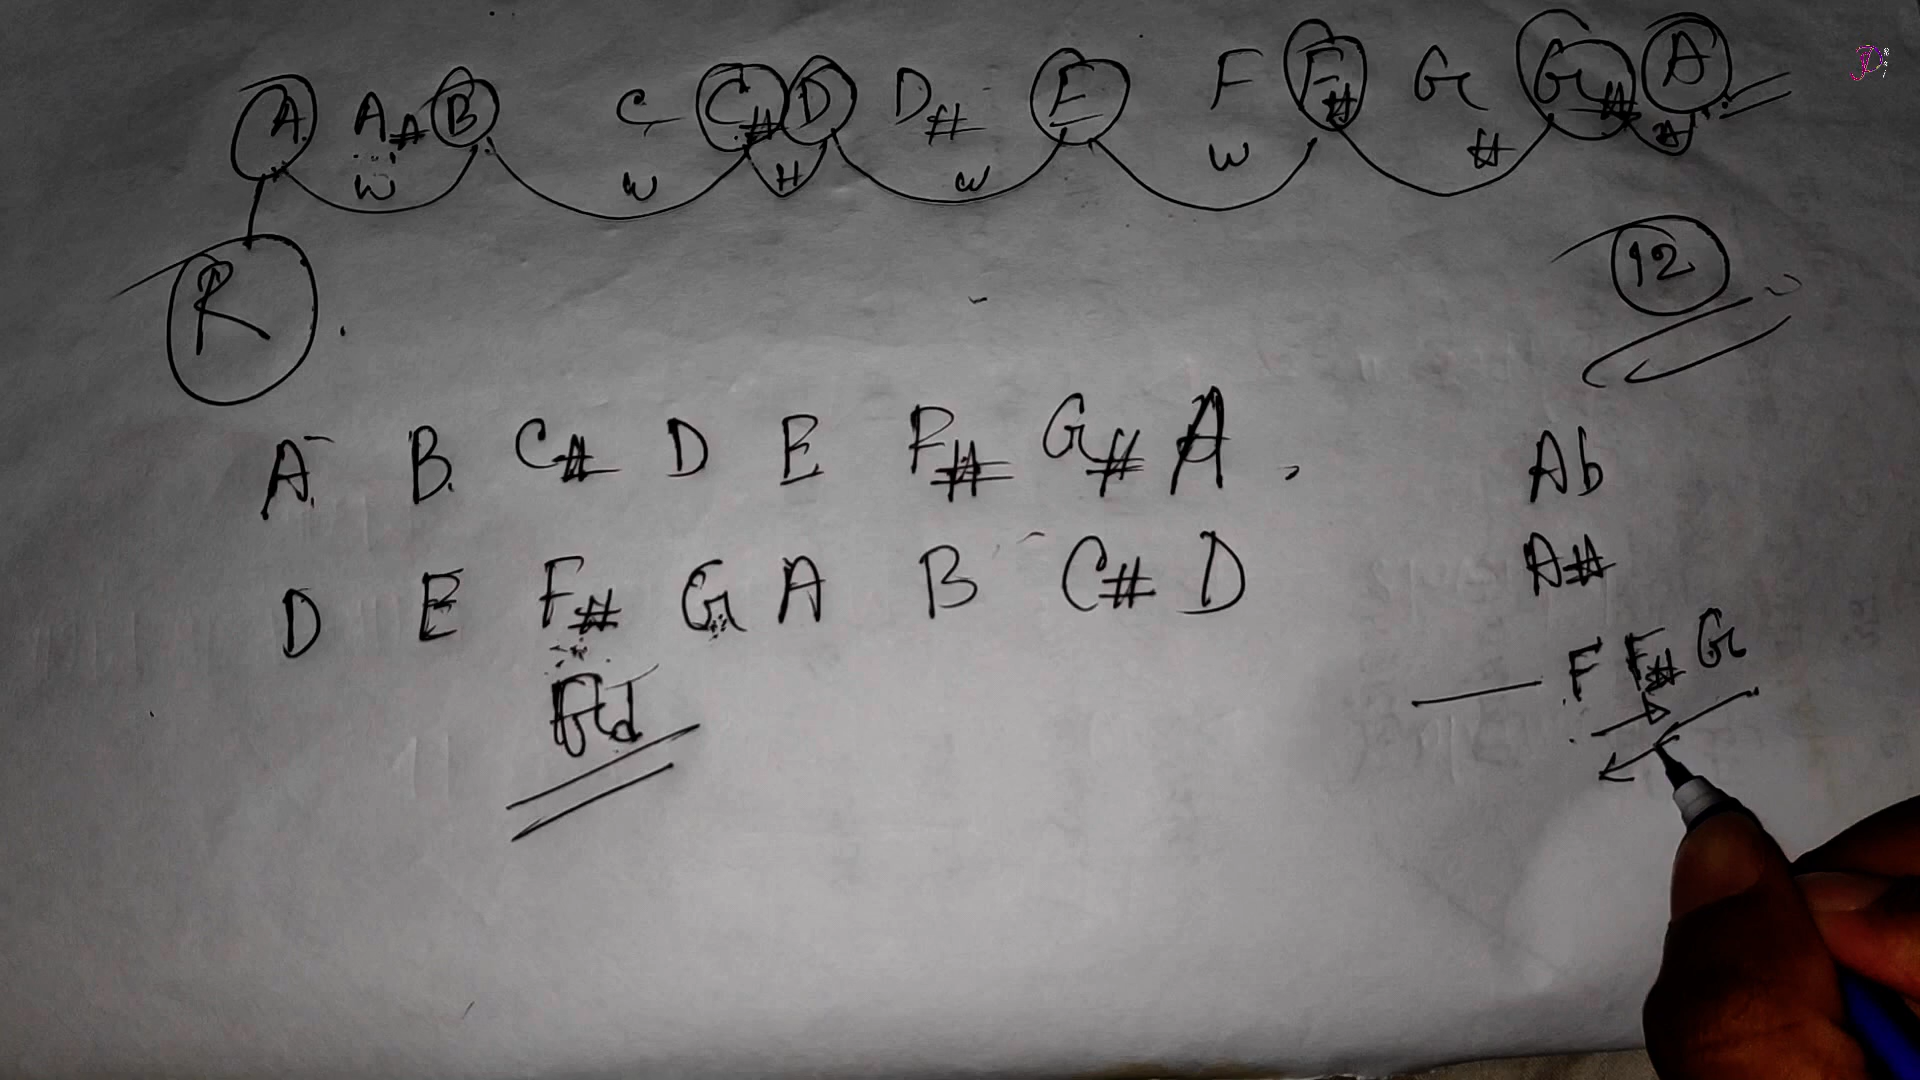 A A# B C C# D D# E F F# G G# A
W W H W W # H
R
12
A B C# D E F# G# A
Ab
D E F# G A B C# D
A#
F F# G